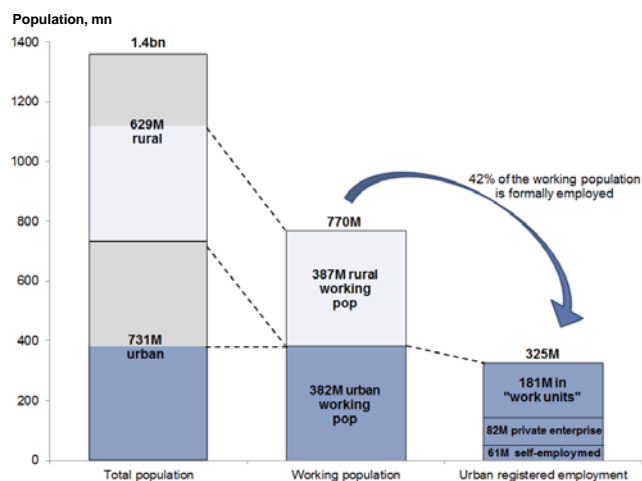 Population, mn
1400
1200
1000
800
600
400
200
0
1.4bn
629M
rural
731M
urban
770M
387M rural
working
pop
382M urban
working
pop
42% of the working population
is formally employed
325M
181M in
"work units"
82M private enterprise
61M self-employmed
Total population
Working population
Urban registered employment